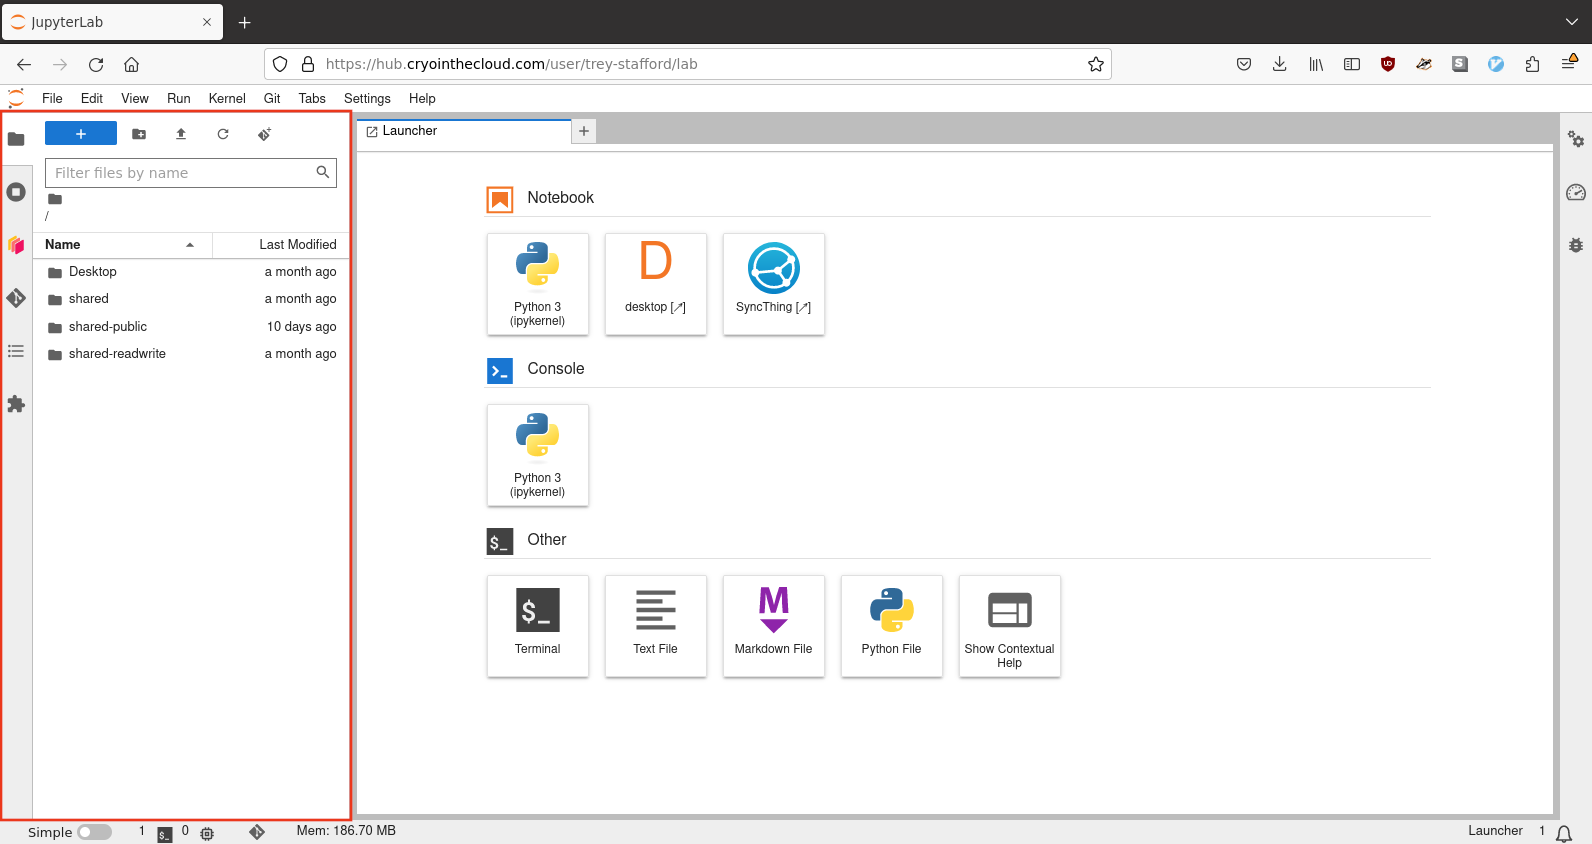 JupyterLab
https://hub.cryointhecloud.com/user/trey-stafford/lab
File Edit View Run Kernel Git Tabs Settings Help
Filter files by name
/
Name Last Modified
Desktop a month ago
shared a month ago
shared-public 10 days ago
shared-readwrite a month ago
Launcher
Notebook
Python 3
(ipykernel)
desktop [↗]
SyncThing [↗]
Console
Python 3
(ipykernel)
Other
$_
Terminal
Text File
M
Markdown File
Python File
Show Contextual
Help
Simple 1 $_ 0 Mem: 186.70 MB
Launcher 1